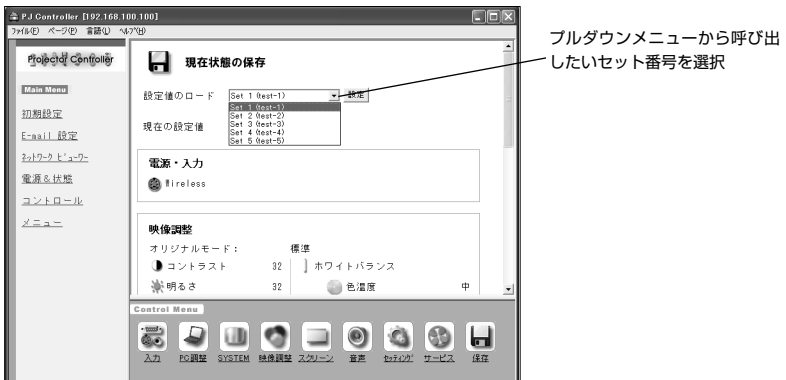 PJ Controller [192.168.100.100]
ファイル(F) ページ(P) 言語(L) ヘルプ(H)
Projector Controller
Main Menu
初期設定
E-mail 設定
ネットワーク ビューワー
電源&状態
コントロール
メニュー
現在状態の保存
設定値のロード Set 1 (test-1) 設定
Set 1 (test-1)
Set 2 (test-2)
Set 3 (test-3)
Set 4 (test-4)
Set 5 (test-5)
現在の設定値
電源・入力
Wireless
映像調整
オリジナルモード: 標準
コントラスト 32 ホワイトバランス
明るさ 32 色温度 中
Control Menu
入力 PC調整 SYSTEM 映像調整 スクリーン 音声 セッティング サービス 保存
プルダウンメニューから呼び出
したいセット番号を選択